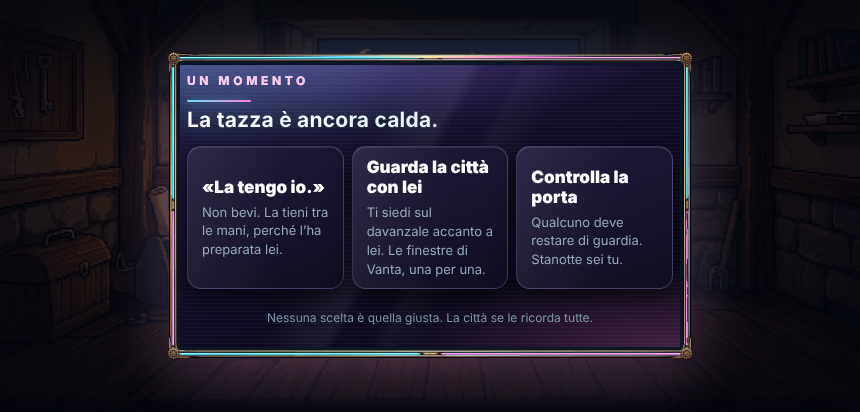 UN MOMENTO
La tazza è ancora calda.
«La tengo io.»
Non bevi. La tieni tra
le mani, perché l'ha
preparata lei.
Guarda la città
con lei
Ti siedi sul
davanzale accanto a
lei. Le finestre di
Vanta, una per una.
Controlla la
porta
Qualcuno deve
restare di guardia.
Stanotte sei tu.
Nessuna scelta è quella giusta. La città se le ricorda tutte.